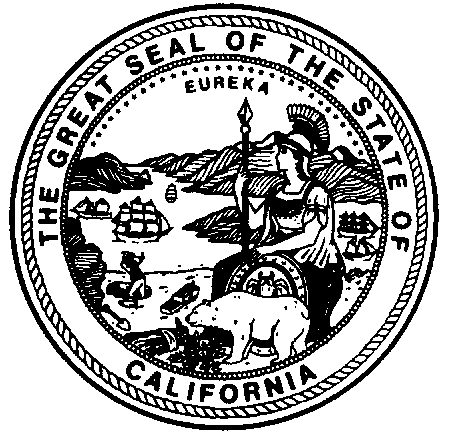 THE GREAT SEAL OF THE STATE OF
EUREKA
CALIFORNIA